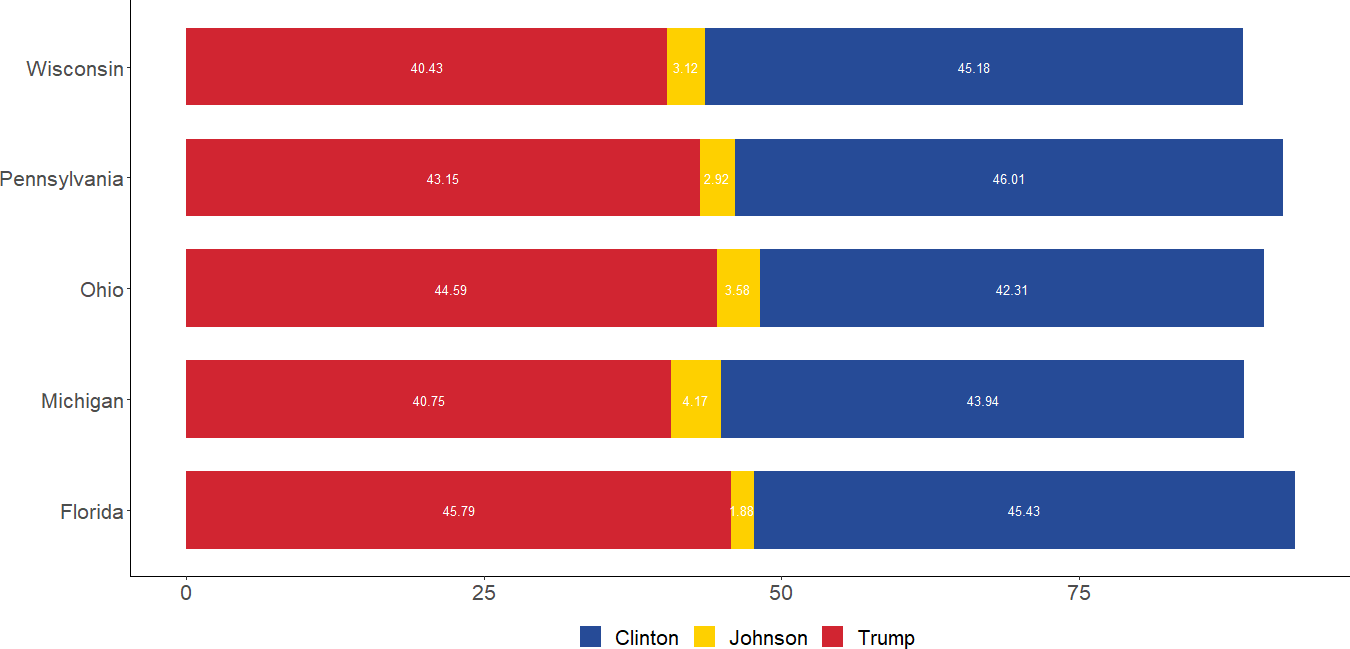 Wisconsin 40.43 3.12 45.18
Pennsylvania 43.15 2.92 46.01
Ohio 44.59 3.58 42.31
Michigan 40.75 4.17 43.94
Florida 45.79 1.88 45.43
0 25 50 75
Clinton Johnson Trump